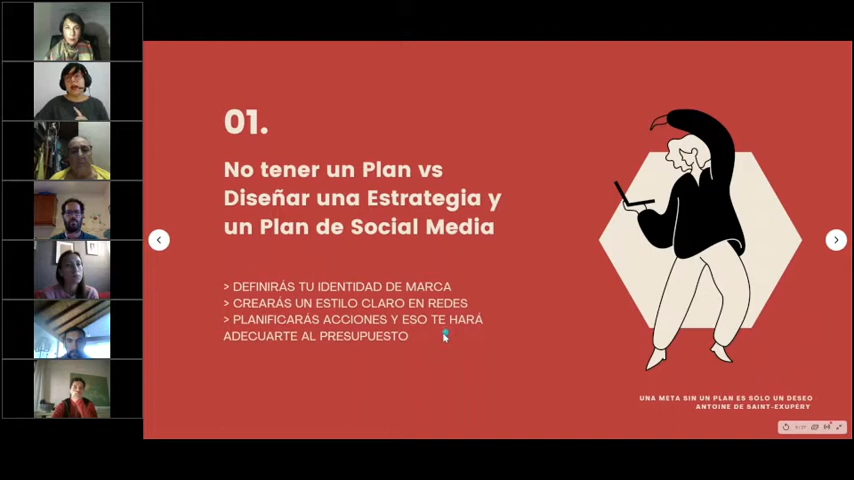 01.
No tener un Plan vs
Diseñar una Estrategia y
un Plan de Social Media
> DEFINIRÁS TU IDENTIDAD DE MARCA
> CREARÁS UN ESTILO CLARO EN REDES
> PLANIFICARÁS ACCIONES Y ESO TE HARÁ
ADECUARTE AL PRESUPUESTO
UNA META SIN UN PLAN ES SÓLO UN DESEO
ANTOINE DE SAINT-EXUPÉRY